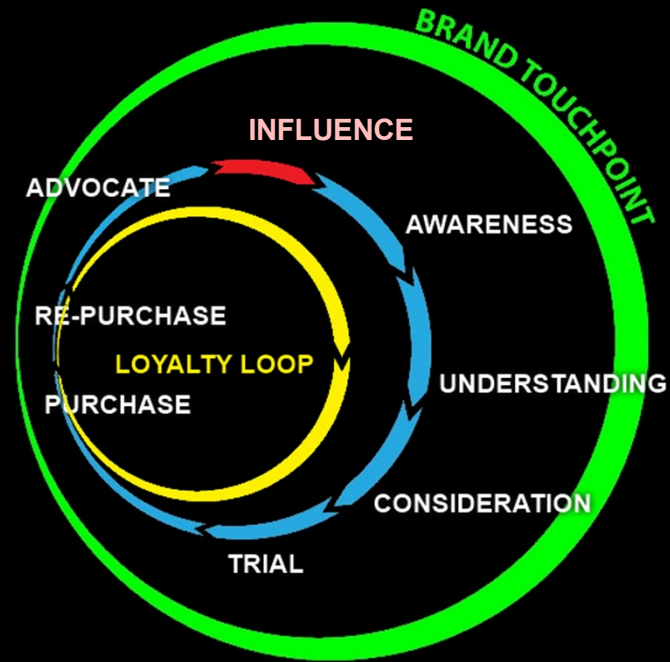 BRAND TOUCHPOINT
INFLUENCE
ADVOCATE
AWARENESS
RE-PURCHASE
LOYALTY LOOP
UNDERSTANDING
PURCHASE
CONSIDERATION
TRIAL